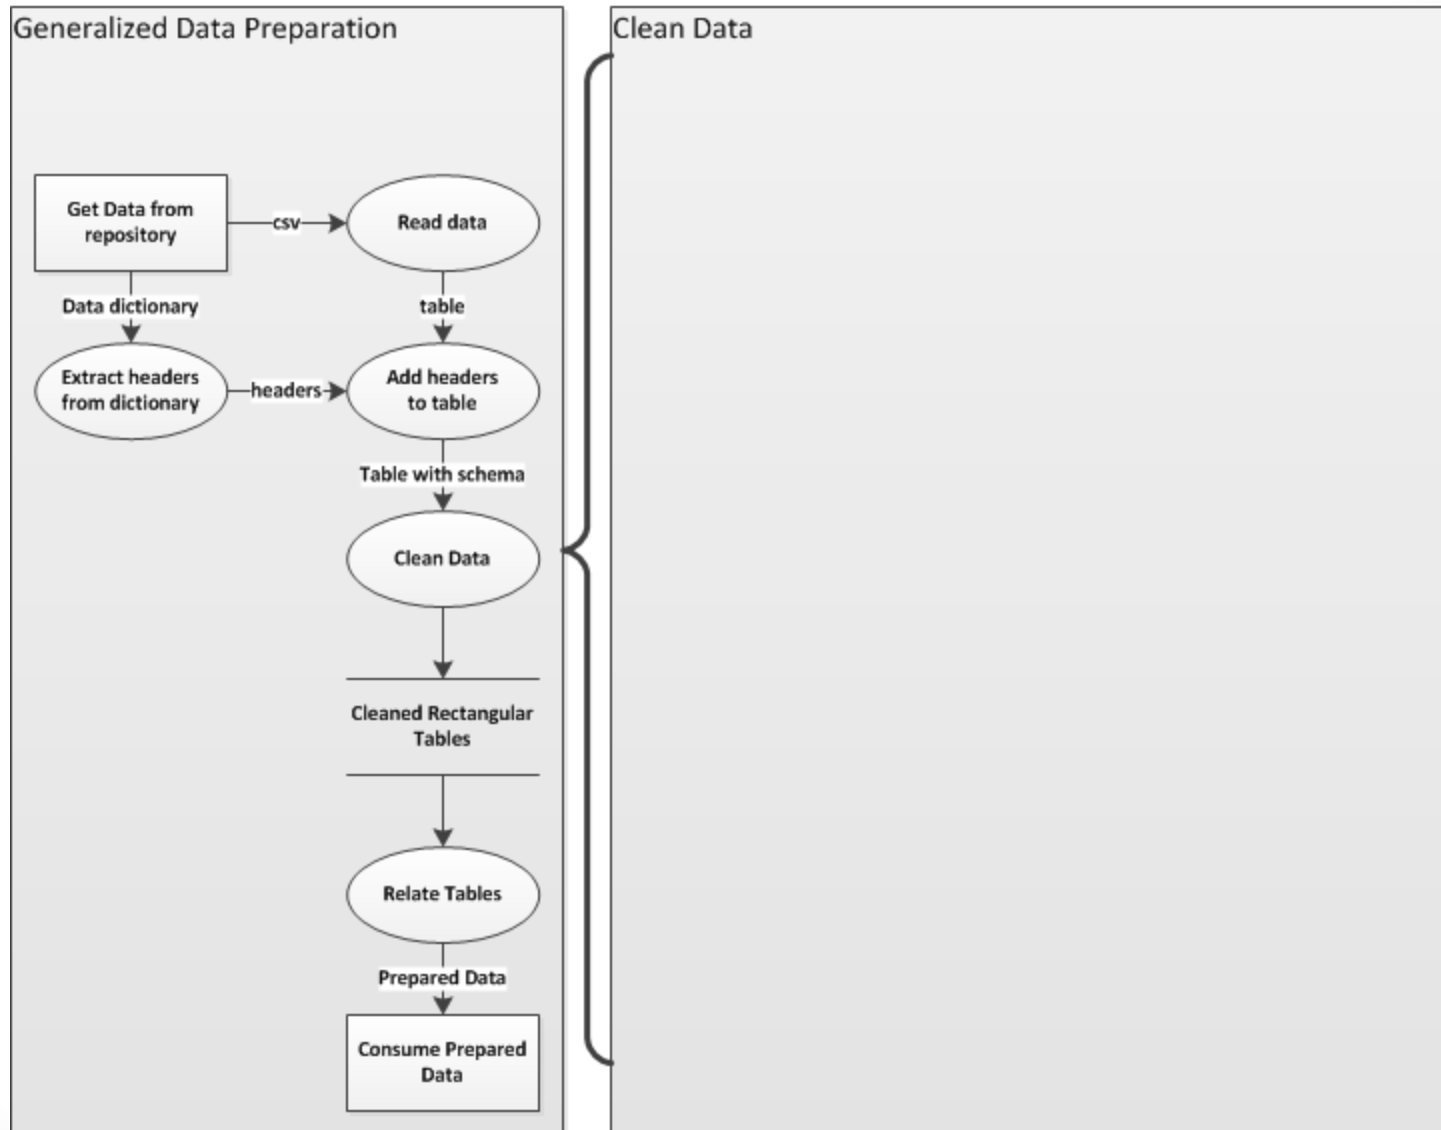 Generalized Data Preparation
Clean Data
Get Data from
repository
csv
Read data
Data dictionary
table
Extract headers
from dictionary
headers
Add headers
to table
Table with schema
Clean Data
Cleaned Rectangular
Tables
Relate Tables
Prepared Data
Consume Prepared
Data